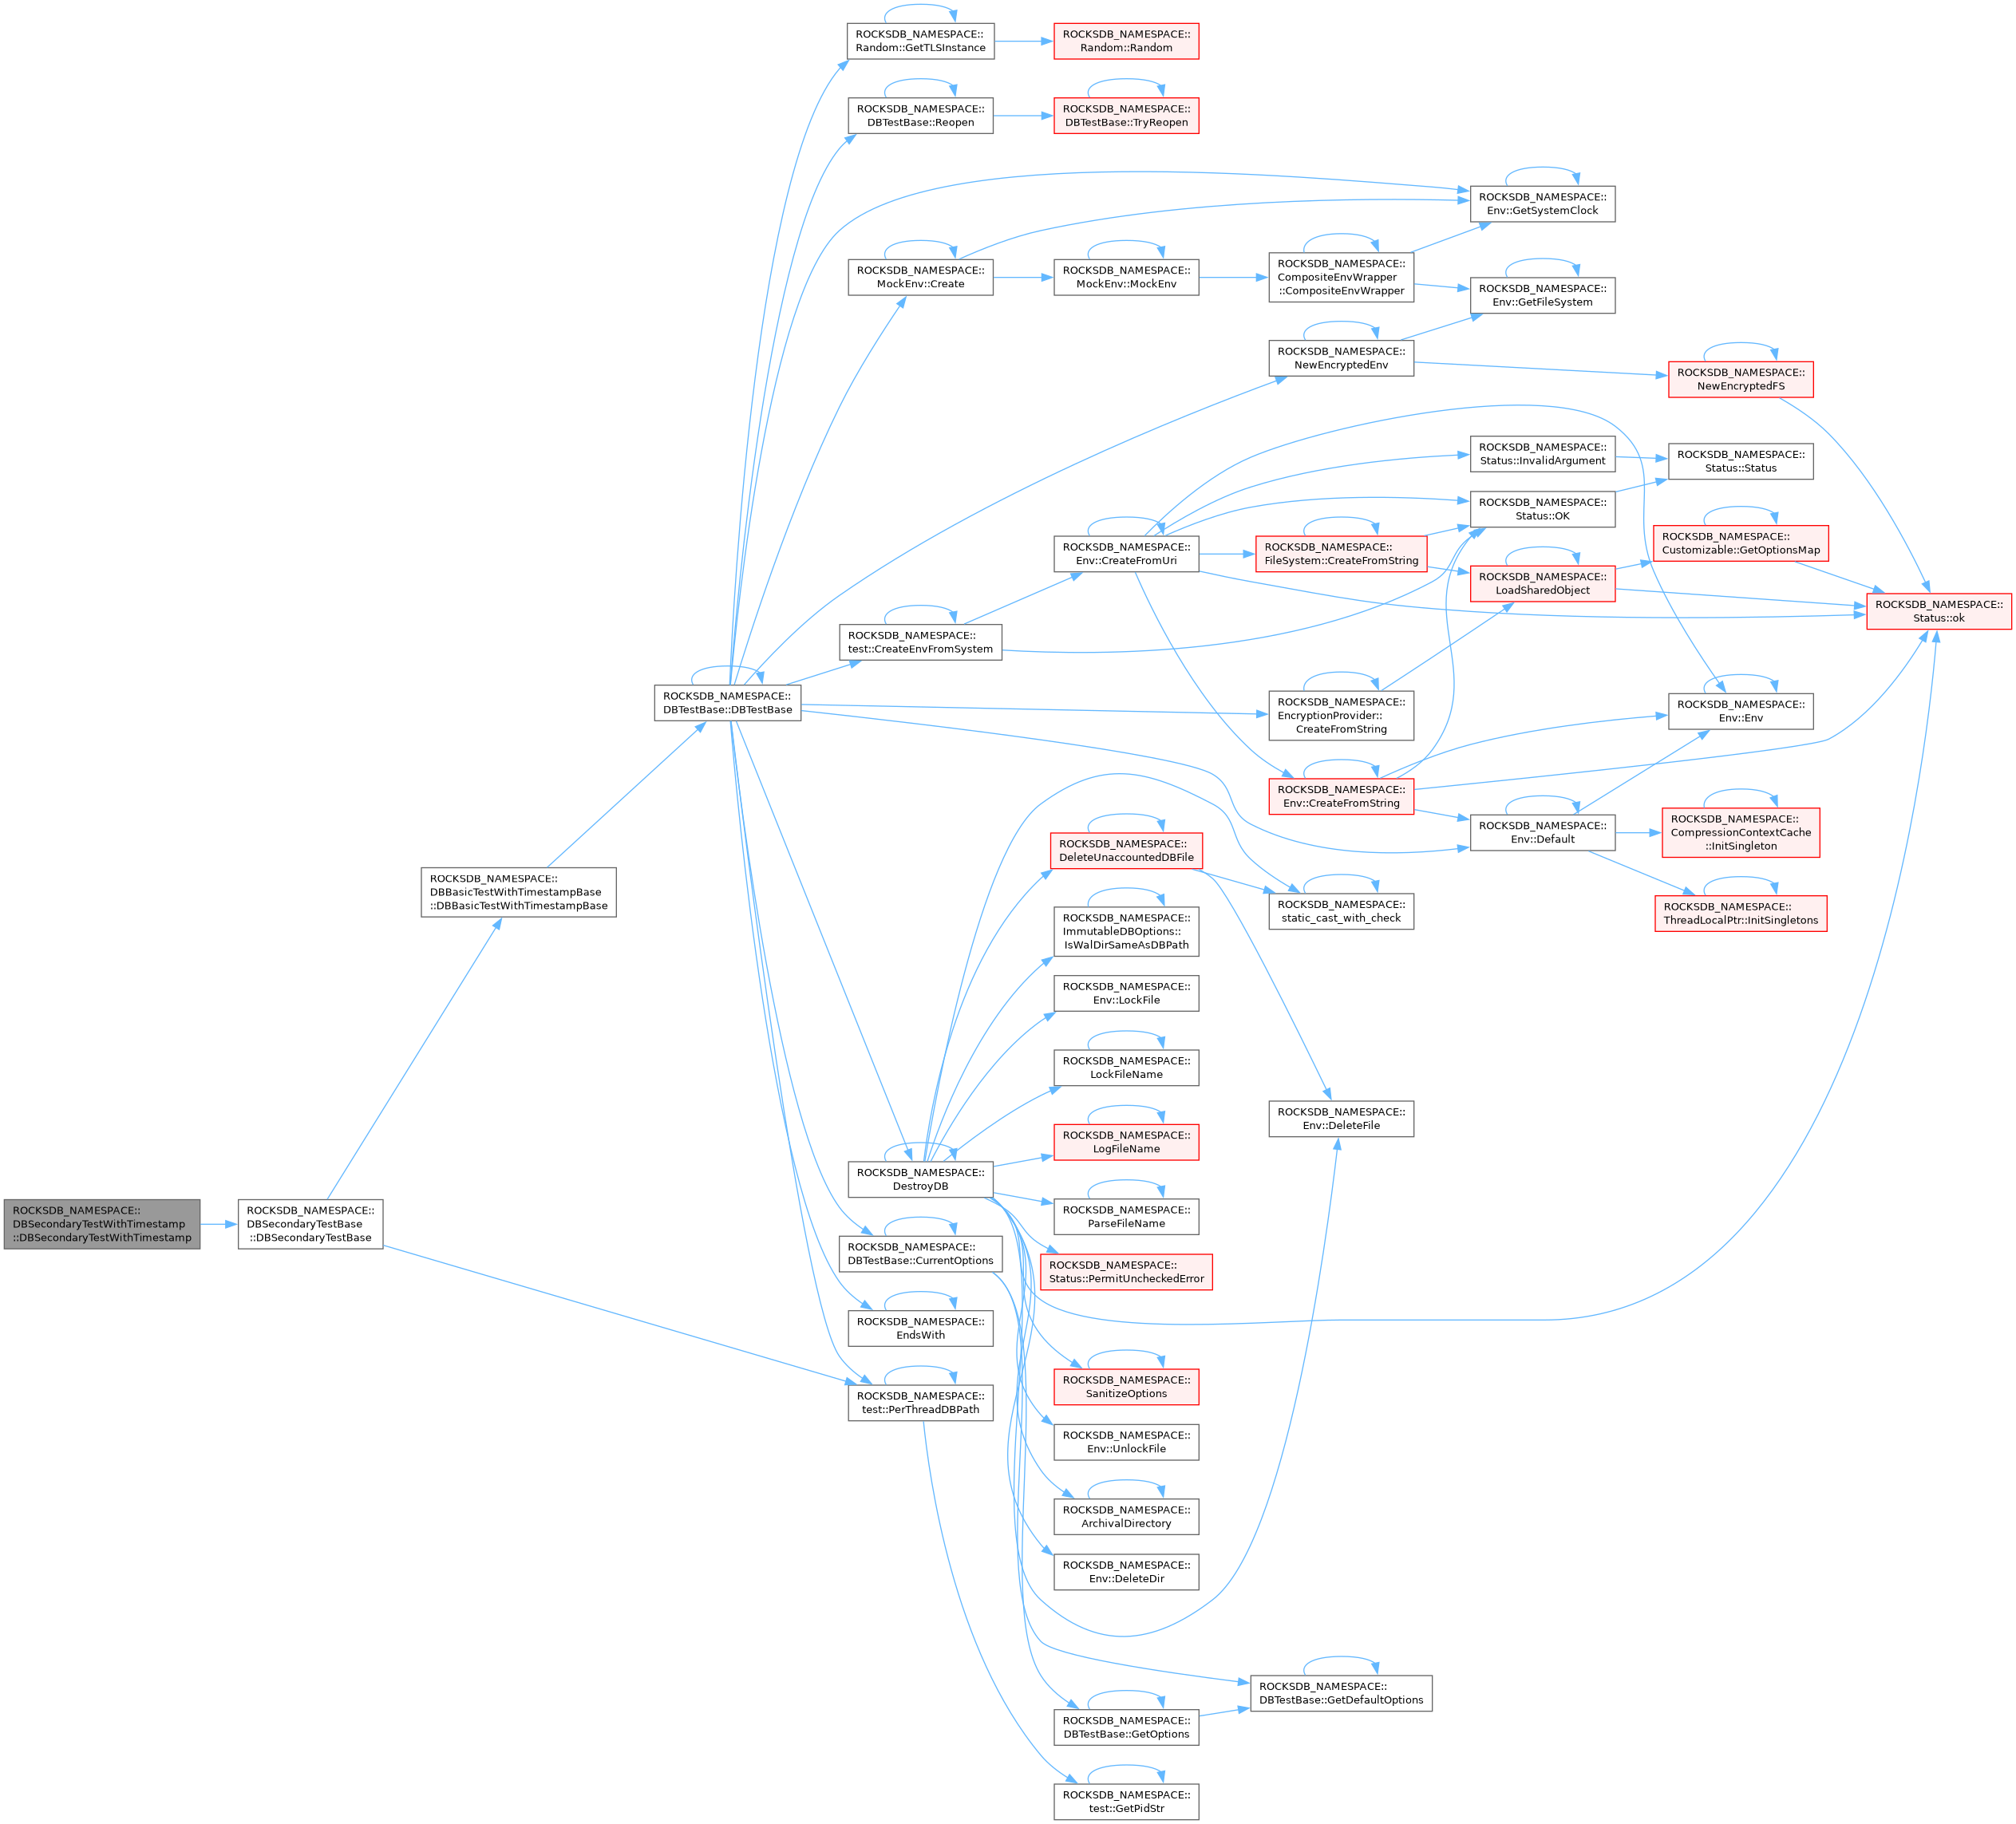 ROCKSDB_NAMESPACE::
DBSecondaryTestWithTimestamp
::DBSecondaryTestWithTimestamp
ROCKSDB_NAMESPACE::
DBSecondaryTestBase
::DBSecondaryTestBase
ROCKSDB_NAMESPACE::
DBBasicTestWithTimestampBase
::DBBasicTestWithTimestampBase
ROCKSDB_NAMESPACE::
DBTestBase::DBTestBase
ROCKSDB_NAMESPACE::
Random::GetTLSInstance
ROCKSDB_NAMESPACE::
Random::Random
ROCKSDB_NAMESPACE::
DBTestBase::Reopen
ROCKSDB_NAMESPACE::
DBTestBase::TryReopen
ROCKSDB_NAMESPACE::
Env::GetSystemClock
ROCKSDB_NAMESPACE::
MockEnv::Create
ROCKSDB_NAMESPACE::
MockEnv::MockEnv
ROCKSDB_NAMESPACE::
CompositeEnvWrapper
::CompositeEnvWrapper
ROCKSDB_NAMESPACE::
Env::GetFileSystem
ROCKSDB_NAMESPACE::
NewEncryptedEnv
ROCKSDB_NAMESPACE::
NewEncryptedFS
ROCKSDB_NAMESPACE::
Status::InvalidArgument
ROCKSDB_NAMESPACE::
Status::Status
ROCKSDB_NAMESPACE::
Status::OK
ROCKSDB_NAMESPACE::
Env::CreateFromUri
ROCKSDB_NAMESPACE::
FileSystem::CreateFromString
ROCKSDB_NAMESPACE::
Customizable::GetOptionsMap
ROCKSDB_NAMESPACE::
LoadSharedObject
ROCKSDB_NAMESPACE::
Status::ok
ROCKSDB_NAMESPACE::
test::CreateEnvFromSystem
ROCKSDB_NAMESPACE::
EncryptionProvider::
CreateFromString
ROCKSDB_NAMESPACE::
Env::Env
ROCKSDB_NAMESPACE::
Env::CreateFromString
ROCKSDB_NAMESPACE::
Env::Default
ROCKSDB_NAMESPACE::
CompressionContextCache
::InitSingleton
ROCKSDB_NAMESPACE::
ThreadLocalPtr::InitSingletons
ROCKSDB_NAMESPACE::
DeleteUnaccountedDBFile
ROCKSDB_NAMESPACE::
static_cast_with_check
ROCKSDB_NAMESPACE::
ImmutableDBOptions::
IsWalDirSameAsDBPath
ROCKSDB_NAMESPACE::
Env::LockFile
ROCKSDB_NAMESPACE::
LockFileName
ROCKSDB_NAMESPACE::
Env::DeleteFile
ROCKSDB_NAMESPACE::
LogFileName
ROCKSDB_NAMESPACE::
DestroyDB
ROCKSDB_NAMESPACE::
ParseFileName
ROCKSDB_NAMESPACE::
DBTestBase::CurrentOptions
ROCKSDB_NAMESPACE::
Status::PermitUncheckedError
ROCKSDB_NAMESPACE::
EndsWith
ROCKSDB_NAMESPACE::
SanitizeOptions
ROCKSDB_NAMESPACE::
test::PerThreadDBPath
ROCKSDB_NAMESPACE::
Env::UnlockFile
ROCKSDB_NAMESPACE::
ArchivalDirectory
ROCKSDB_NAMESPACE::
Env::DeleteDir
ROCKSDB_NAMESPACE::
DBTestBase::GetDefaultOptions
ROCKSDB_NAMESPACE::
DBTestBase::GetOptions
ROCKSDB_NAMESPACE::
test::GetPidStr